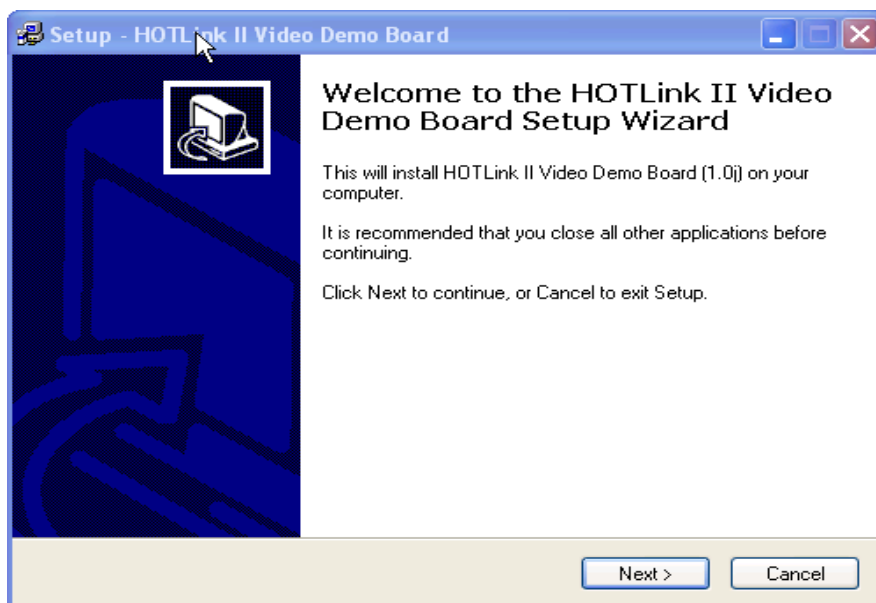 Setup - HOTLink II Video Demo Board
Welcome to the HOTLink II Video
Demo Board Setup Wizard
This will install HOTLink II Video Demo Board (1.0j) on your
computer.
It is recommended that you close all other applications before
continuing.
Click Next to continue, or Cancel to exit Setup.
Next >
Cancel